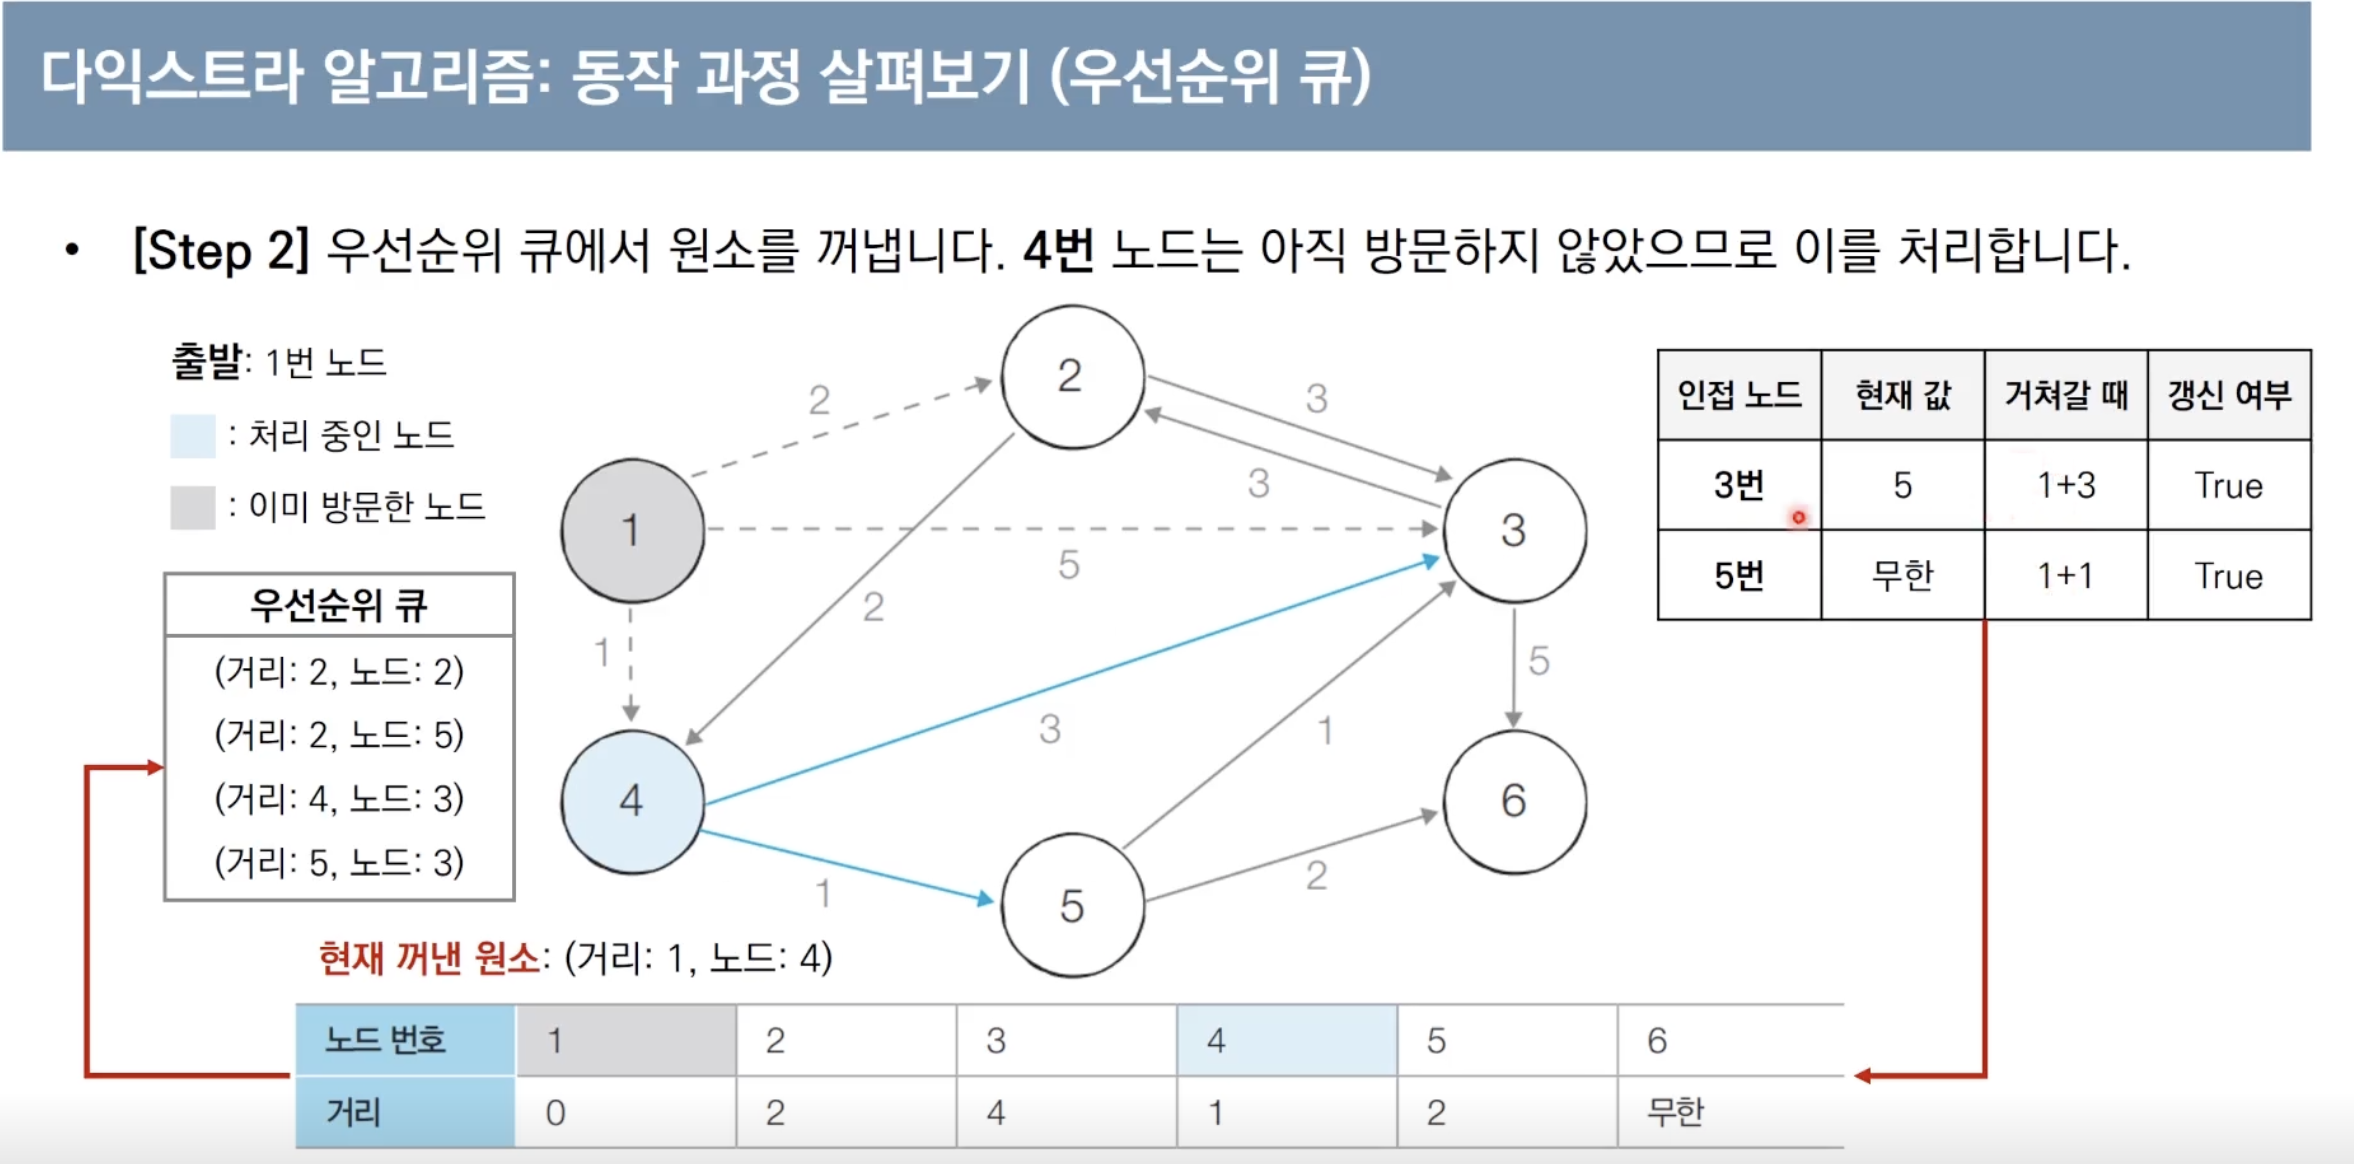 다익스트라 알고리즘: 동작 과정 살펴보기 (우선순위 큐)
• [Step 2] 우선순위 큐에서 원소를 꺼냅니다. 4번 노드는 아직 방문하지 않았으므로 이를 처리합니다.
출발: 1번 노드
: 처리 중인 노드
: 이미 방문한 노드
우선순위 큐
(거리: 2, 노드: 2)
(거리: 2, 노드: 5)
(거리: 4, 노드: 3)
(거리: 5, 노드: 3)
2
2
3
3
1
5
3
2
1
5
3
1
4
6
1
2
5
인접 노드 현재 값 거쳐갈 때 갱신 여부
3번 5 1+3 True
5번 무한 1+1 True
현재 꺼낸 원소: (거리: 1, 노드: 4)
노드 번호 1 2 3 4 5 6
거리 0 2 4 1 2 무한